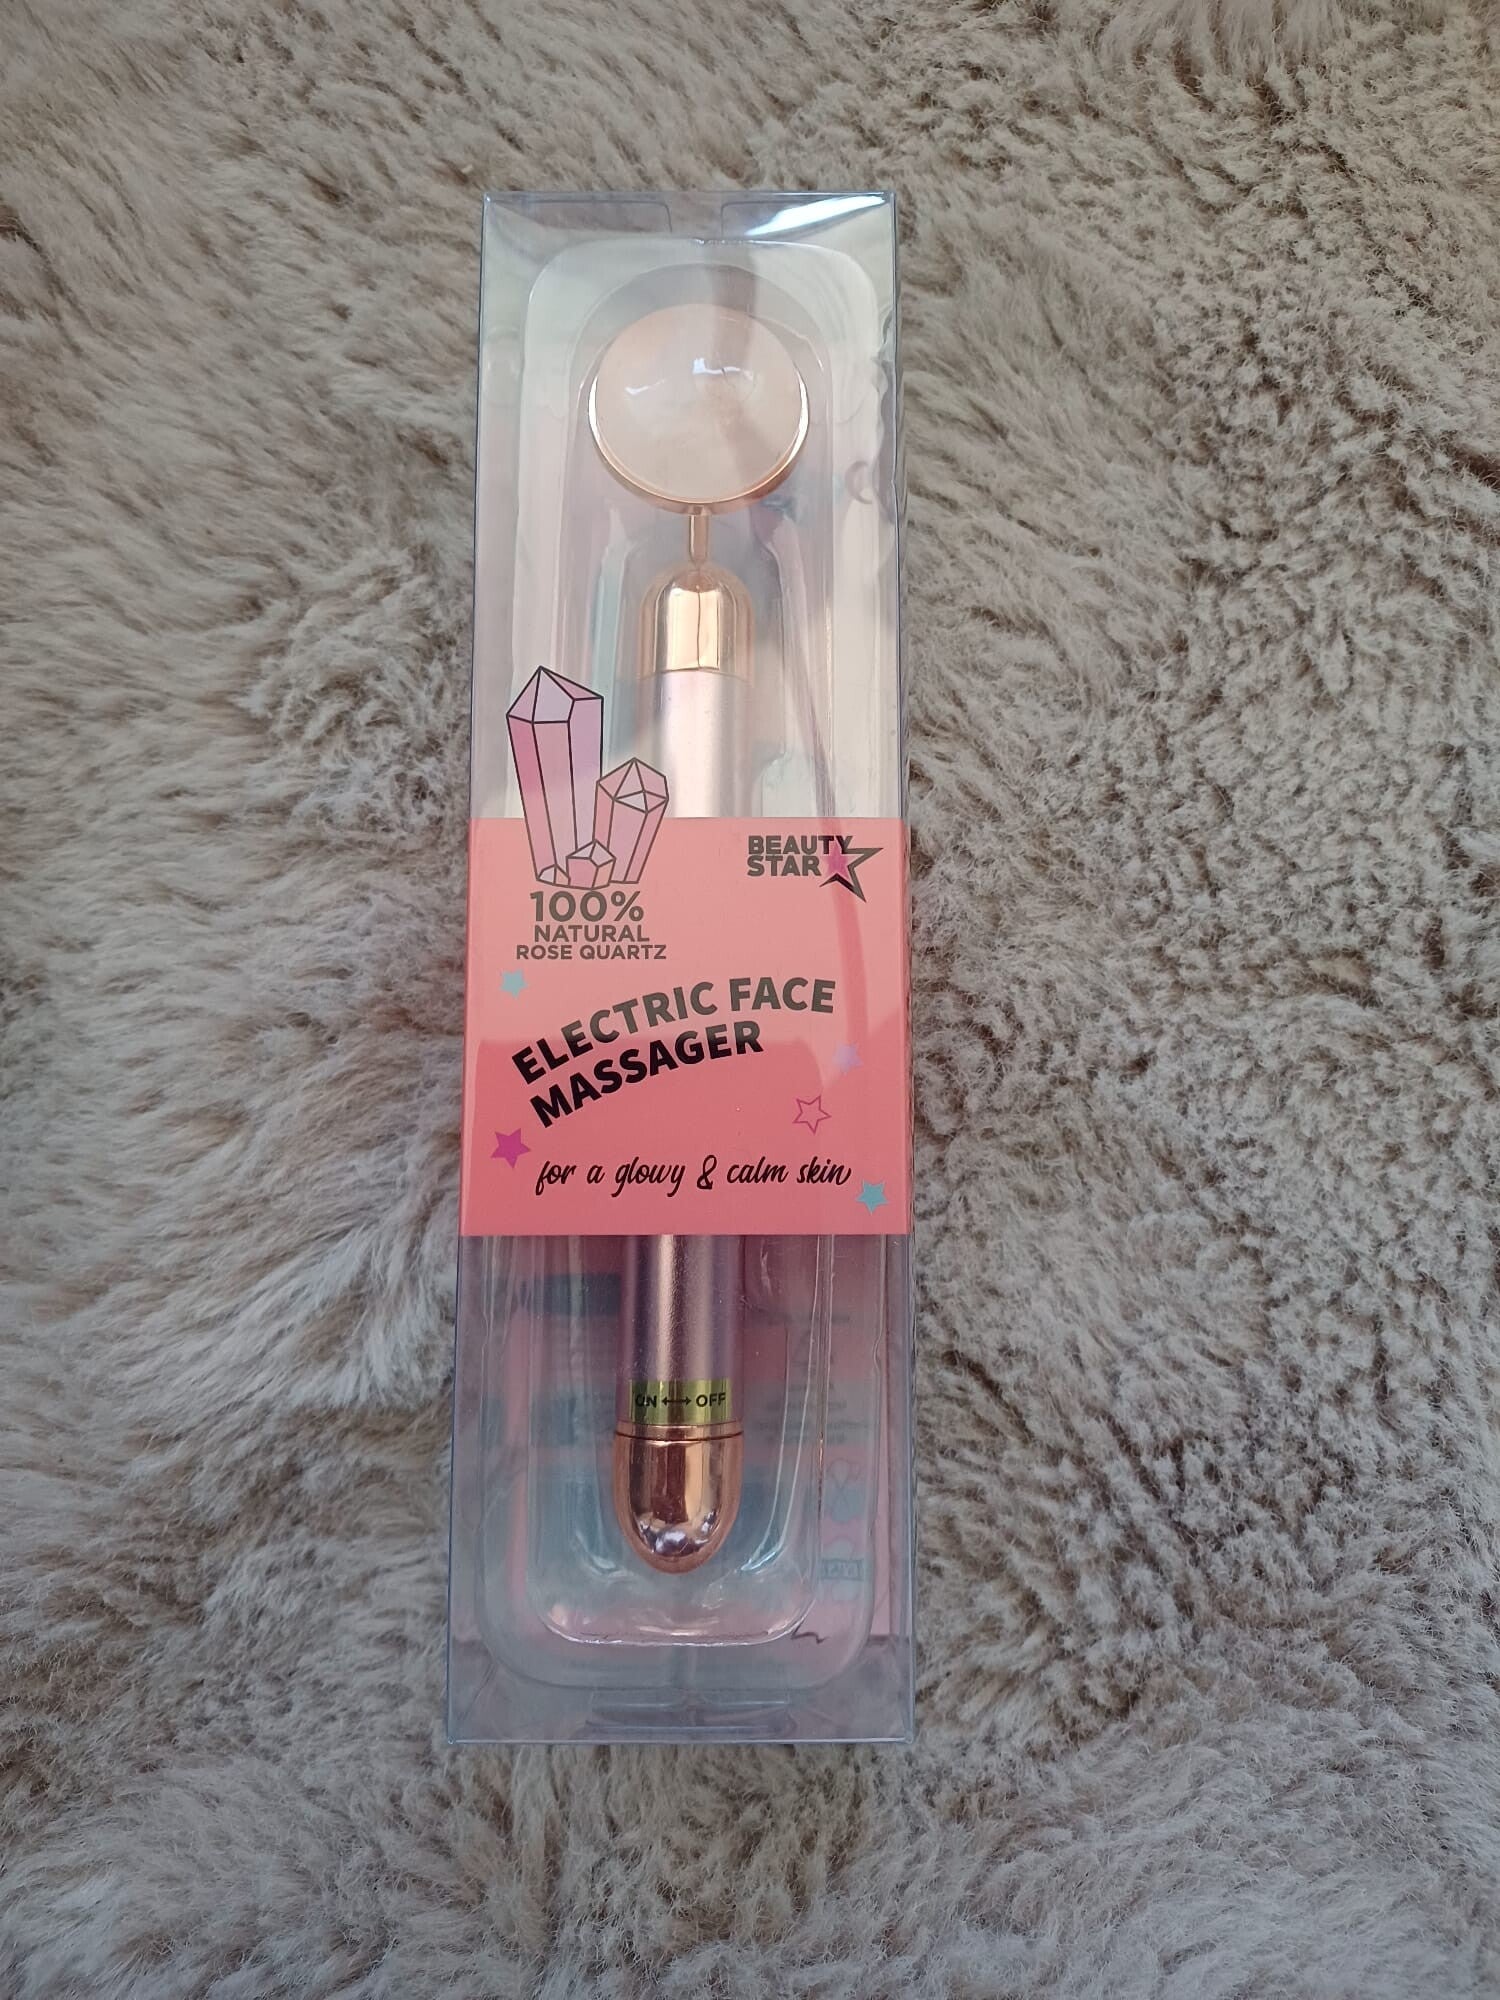 BEAUTY
STAR
100%
NATURAL
ROSE QUARTZ
ELECTRIC FACE
MASSAGER
for a glowy & calm skin
ON ↔ OFF